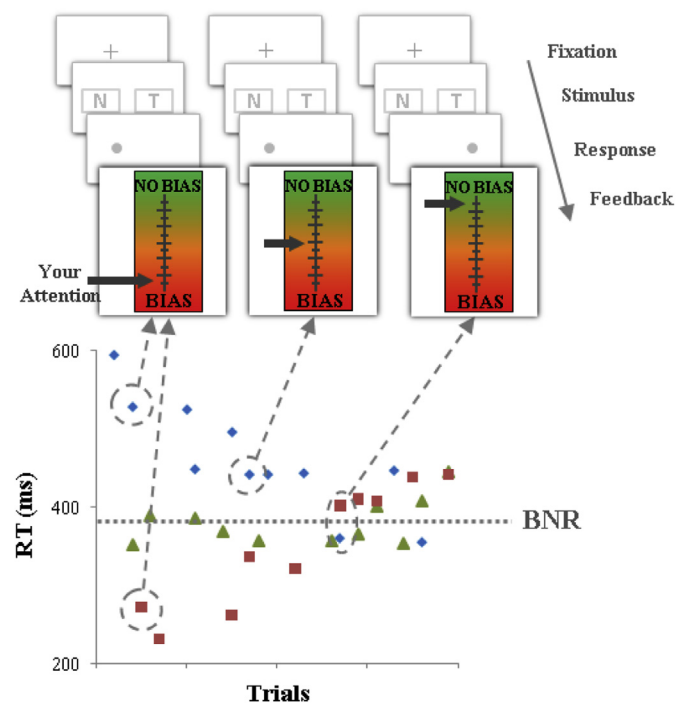 + + +
Fixation
N T N T N T
Stimulus
Response
Feedback
NO BIAS NO BIAS NO BIAS
Your
Attention
BIAS BIAS BIAS
600
400
200
RT (ms)
BNR
Trials